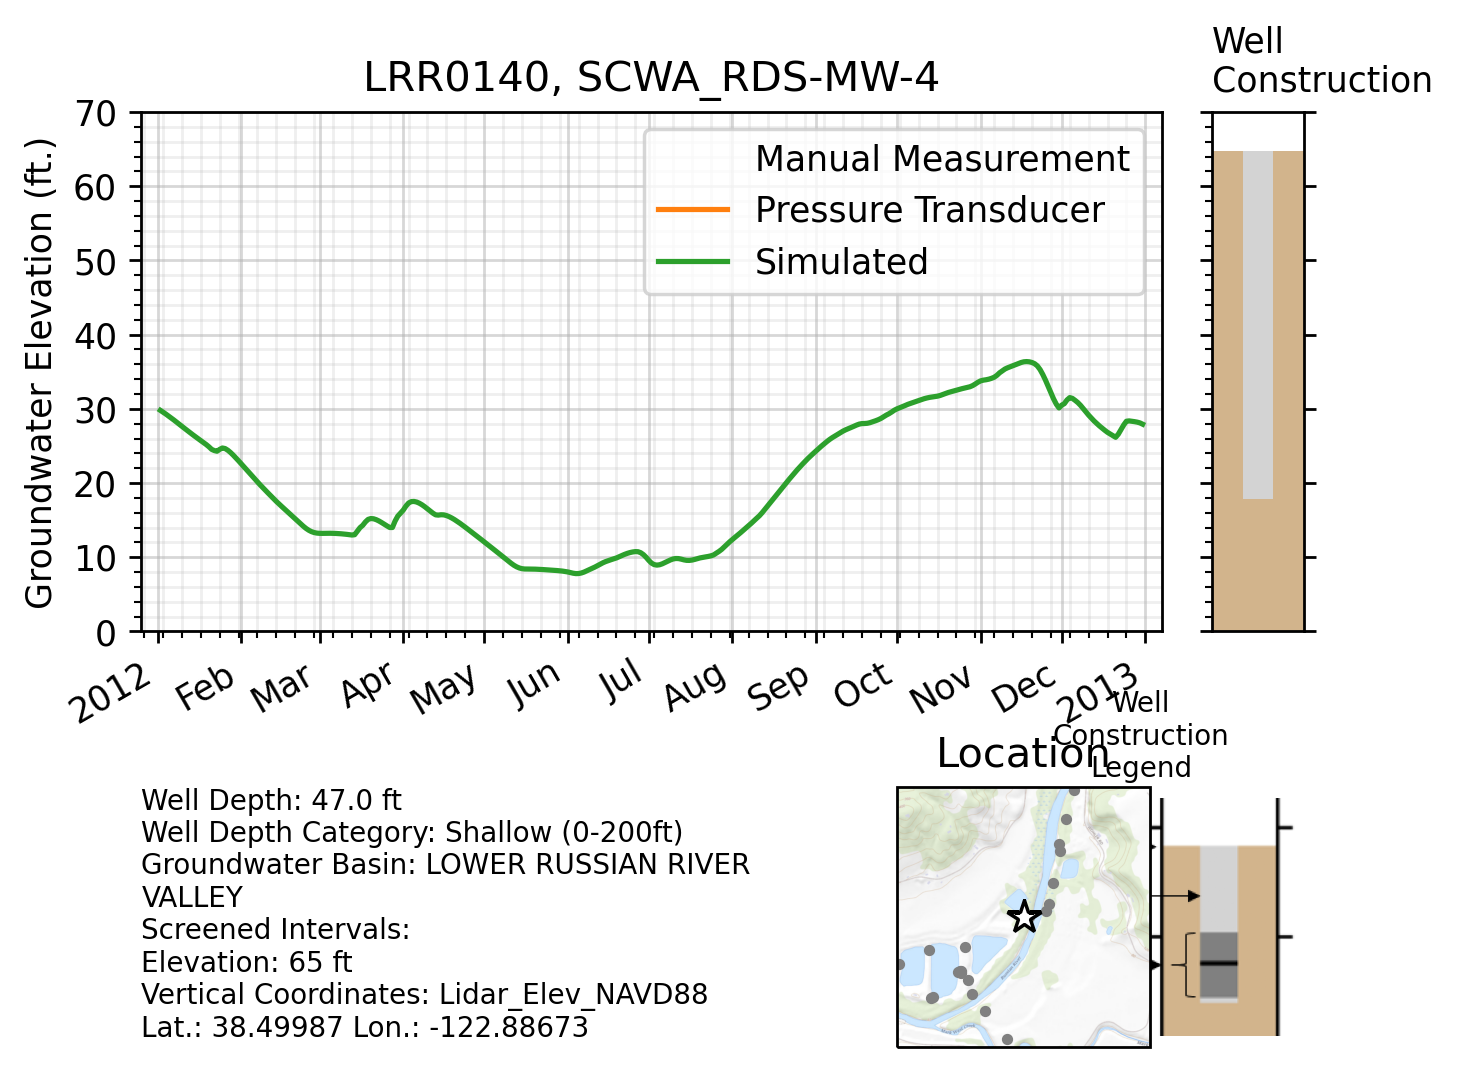 Well
Construction
LRR0140, SCWA_RDS-MW-4
Groundwater Elevation (ft.)
70
60
50
40
30
20
10
0
Manual Measurement
Pressure Transducer
Simulated
2012
Feb
Mar
Apr
May
Jun
Jul
Aug
Sep
Oct
Nov
Dec
2013
Well
Construction
Legend
Location
Well Depth: 47.0 ft
Well Depth Category: Shallow (0-200ft)
Groundwater Basin: LOWER RUSSIAN RIVER
VALLEY
Screened Intervals:
Elevation: 65 ft
Vertical Coordinates: Lidar_Elev_NAVD88
Lat.: 38.49987 Lon.: -122.88673